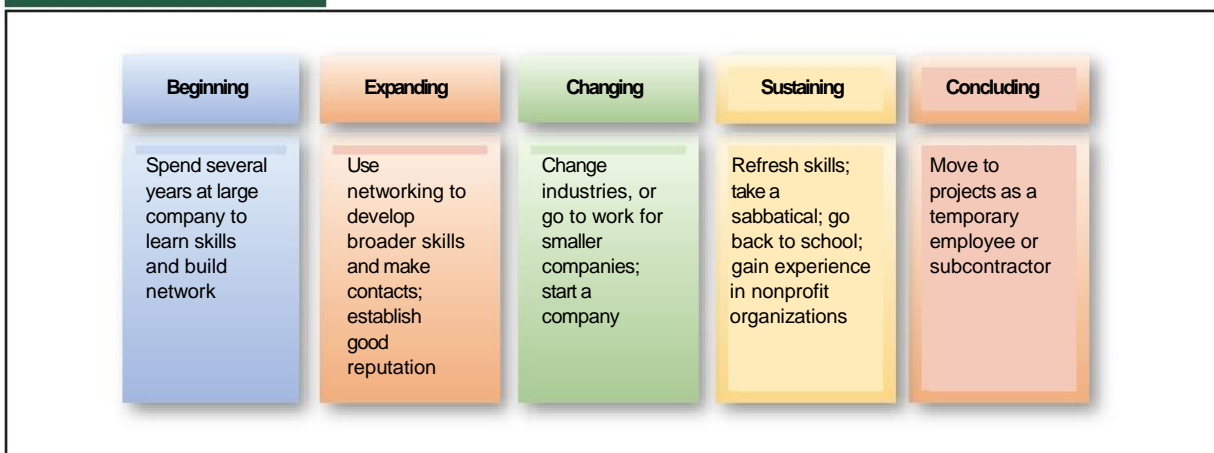 Beginning
Spend several
years at large
company to
learn skills
and build
network
Expanding
Use
networking to
develop
broader skills
and make
contacts;
establish
good
reputation
Changing
Change
industries, or
go to work for
smaller
companies;
start a
company
Sustaining
Refresh skills;
take a
sabbatical; go
back to school;
gain experience
in nonprofit
organizations
Concluding
Move to
projects as a
temporary
employee or
subcontractor